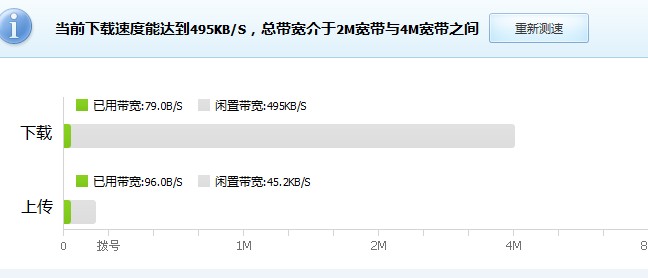 当前下载速度能达到495KB/S，总带宽介于2M宽带与4M宽带之间 重新测速
已用带宽:79.0B/S 闲置带宽:495KB/S
下载
已用带宽:96.0B/S 闲置带宽:45.2KB/S
上传
0 拨号 1M 2M 4M 8